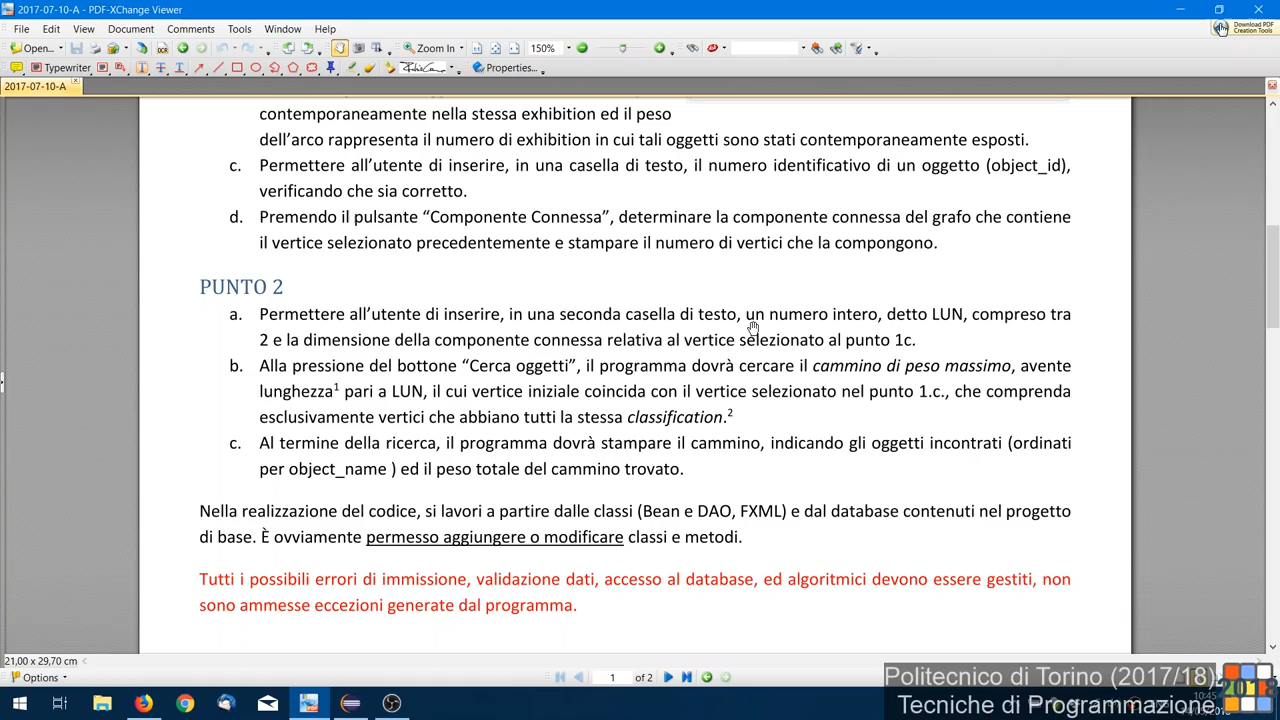 2017-07-10-A - PDF-XChange Viewer
File Edit View Document Comments Tools Window Help
Download PDF
Creation Tools
Open... Zoom In 150%
Typewriter Properties...
2017-07-10-A
contemporaneamente nella stessa exhibition ed il peso
dell’arco rappresenta il numero di exhibition in cui tali oggetti sono stati contemporaneamente esposti.
c. Permettere all’utente di inserire, in una casella di testo, il numero identificativo di un oggetto (object_id),
verificando che sia corretto.
d. Premendo il pulsante “Componente Connessa”, determinare la componente connessa del grafo che contiene
il vertice selezionato precedentemente e stampare il numero di vertici che la compongono.
PUNTO 2
a. Permettere all’utente di inserire, in una seconda casella di testo, un numero intero, detto LUN, compreso tra
2 e la dimensione della componente connessa relativa al vertice selezionato al punto 1c.
b. Alla pressione del bottone “Cerca oggetti”, il programma dovrà cercare il cammino di peso massimo, avente
lunghezza¹ pari a LUN, il cui vertice iniziale coincida con il vertice selezionato nel punto 1.c., che comprenda
esclusivamente vertici che abbiano tutti la stessa classification.²
c. Al termine della ricerca, il programma dovrà stampare il cammino, indicando gli oggetti incontrati (ordinati
per object_name ) ed il peso totale del cammino trovato.
Nella realizzazione del codice, si lavori a partire dalle classi (Bean e DAO, FXML) e dal database contenuti nel progetto
di base. È ovviamente permesso aggiungere o modificare classi e metodi.
Tutti i possibili errori di immissione, validazione dati, accesso al database, ed algoritmici devono essere gestiti, non
sono ammesse eccezioni generate dal programma.
21,00 x 29,70 cm
Options 1 of 2
Politecnico di Torino (2017/18)
Tecniche di Programmazione
2018
10:45